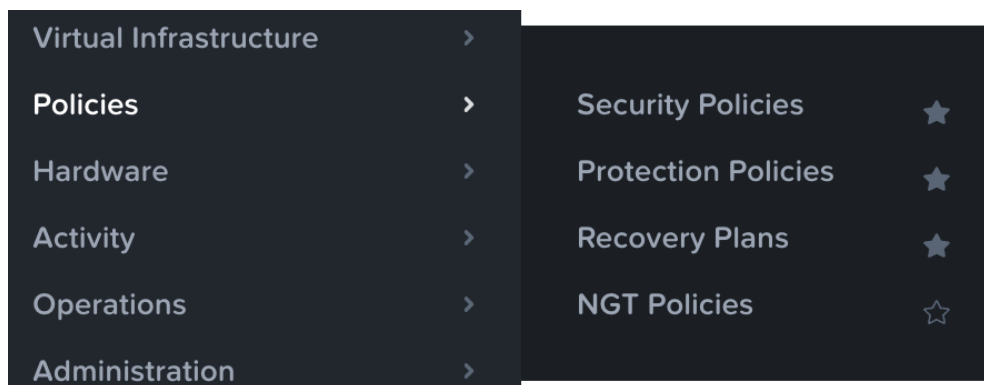 Virtual Infrastructure
Policies
Hardware
Activity
Operations
Administration
Security Policies
Protection Policies
Recovery Plans
NGT Policies